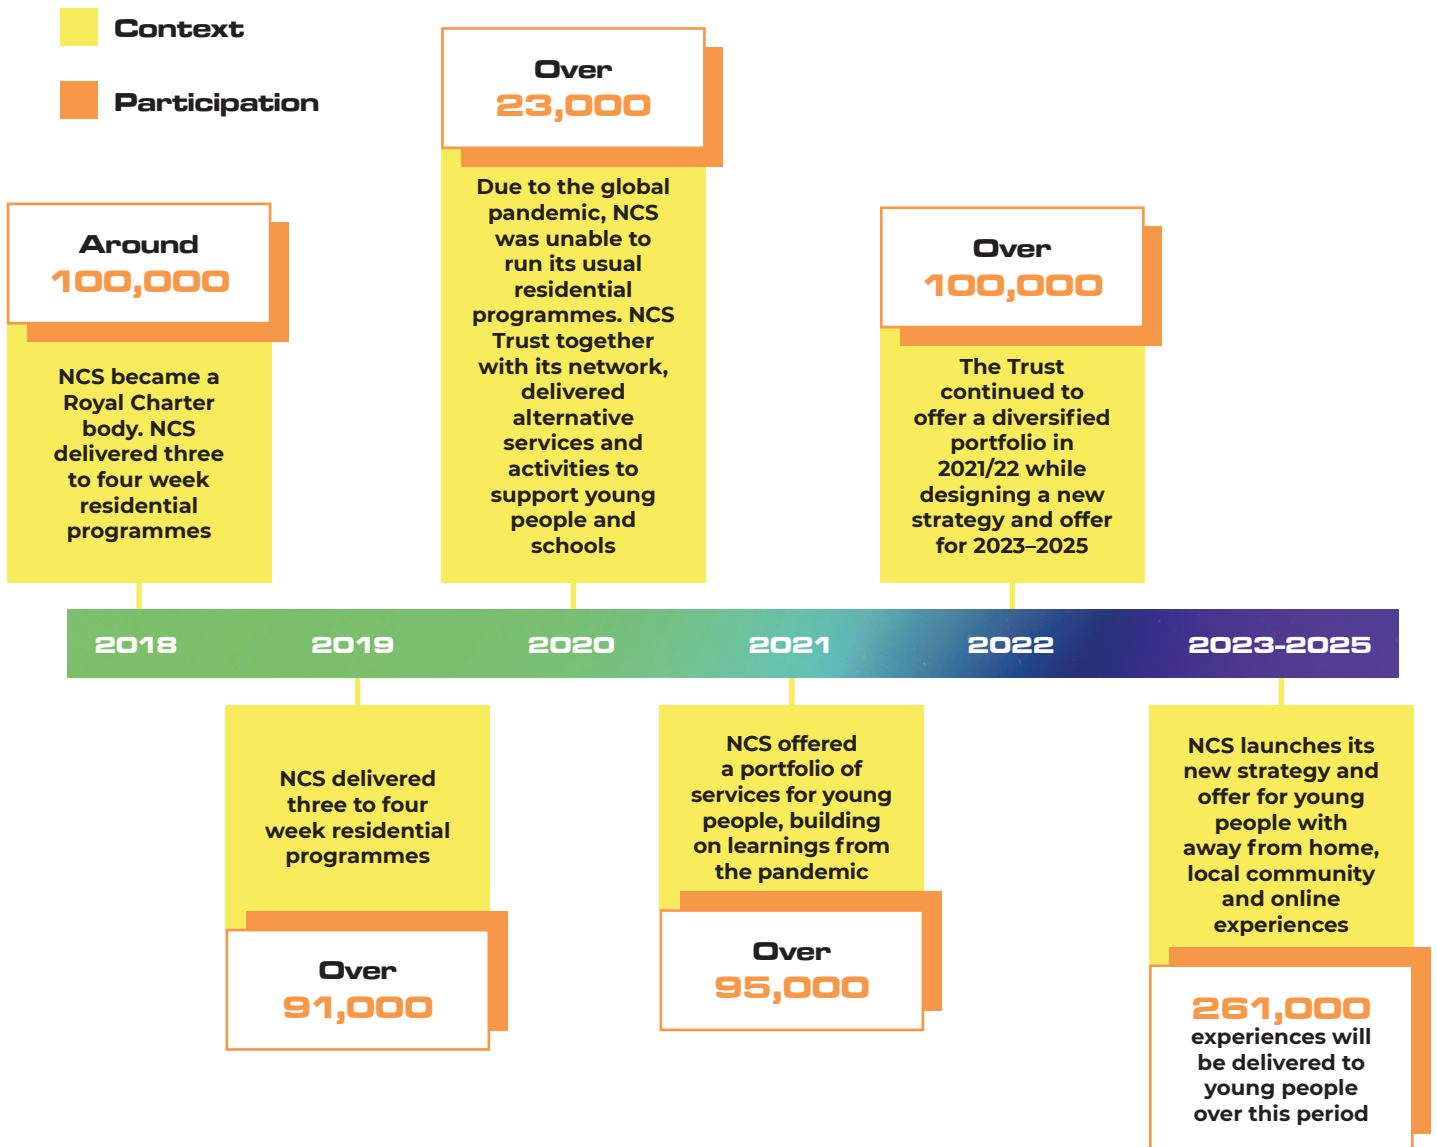 Context
Participation
Over
23,000
Due to the global
pandemic, NCS
was unable to
run its usual
residential
programmes. NCS
Trust together
with its network,
delivered
alternative
services and
activities to
support young
people and
schools
Around
100,000
NCS became a
Royal Charter
body. NCS
delivered three
to four week
residential
programmes
Over
100,000
The Trust
continued to
offer a diversified
portfolio in
2021/22 while
designing a new
strategy and offer
for 2023–2025
2018
2019
2020
2021
2022
2023-2025
NCS delivered
three to four
week residential
programmes
Over
91,000
NCS offered
a portfolio of
services for young
people, building
on learnings from
the pandemic
Over
95,000
NCS launches its
new strategy and
offer for young
people with
away from home,
local community
and online
experiences
261,000
experiences will
be delivered to
young people
over this period